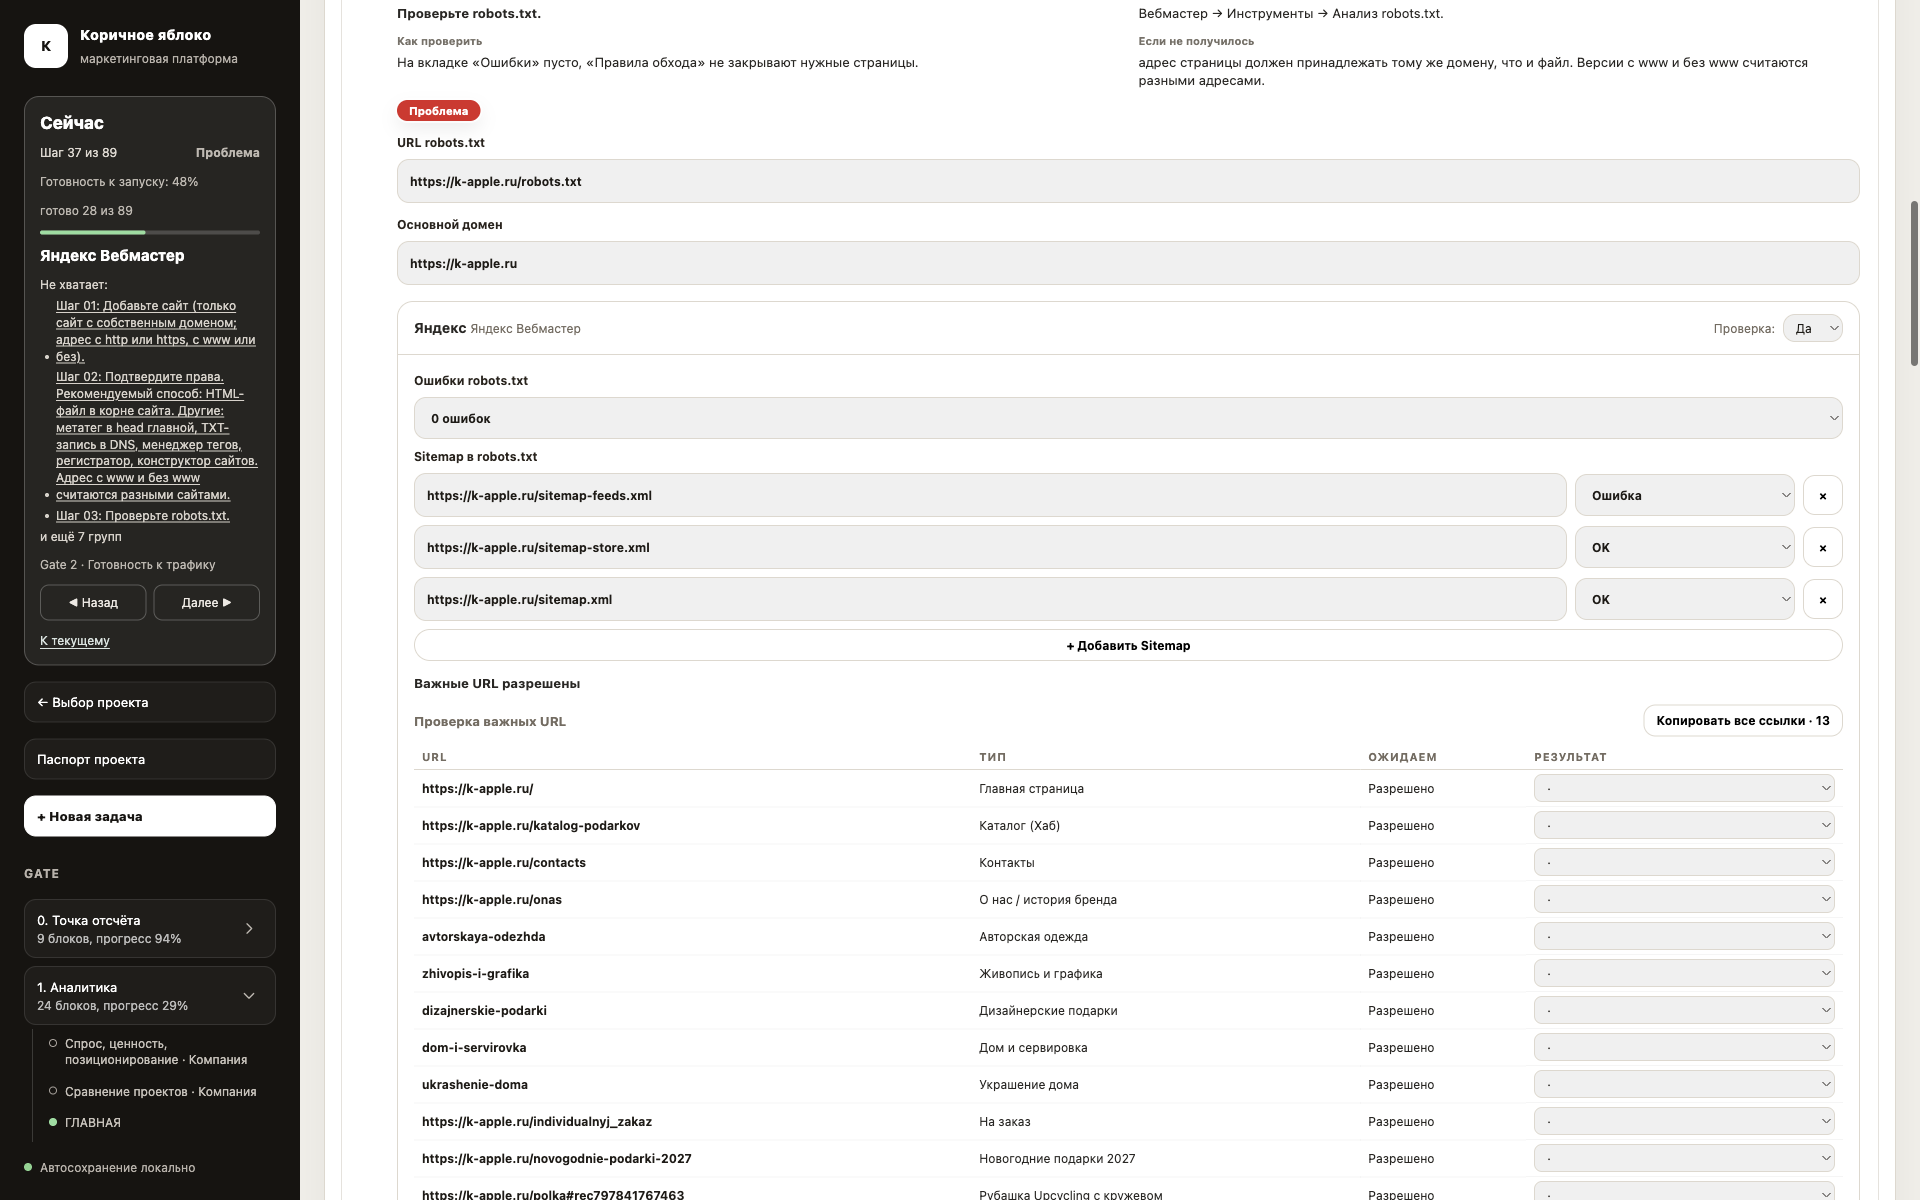 К
Коричное яблоко
маркетинговая платформа
Сейчас
Шаг 37 из 89
Проблема
Готовность к запуску: 48%
готово 28 из 89
Яндекс Вебмастер
Не хватает:
Шаг 01: Добавьте сайт (только
сайт с собственным доменом;
адрес с http или https, с www или
• без).
Шаг 02: Подтвердите права.
Рекомендуемый способ: HTML-
файл в корне сайта. Другие:
метатег в head главной, TXT-
запись в DNS, менеджер тегов,
регистратор, конструктор сайтов.
Адрес с www и без www
• считаются разными сайтами.
• Шаг 03: Проверьте robots.txt.
и ещё 7 групп
Gate 2 · Готовность к трафику
◀ Назад
Далее ▶
К текущему
← Выбор проекта
Паспорт проекта
+ Новая задача
GATE
0. Точка отсчёта
9 блоков, прогресс 94%
1. Аналитика
24 блоков, прогресс 29%
Спрос, ценность,
позиционирование · Компания
Сравнение проектов · Компания
ГЛАВНАЯ
Автосохранение локально
Проверьте robots.txt.
Вебмастер → Инструменты → Анализ robots.txt.
Как проверить
На вкладке «Ошибки» пусто, «Правила обхода» не закрывают нужные страницы.
Если не получилось
адрес страницы должен принадлежать тому же домену, что и файл. Версии с www и без www считаются
разными адресами.
Проблема
URL robots.txt
https://k-apple.ru/robots.txt
Основной домен
https://k-apple.ru
Яндекс Яндекс Вебмастер
Проверка: Да
Ошибки robots.txt
0 ошибок
Sitemap в robots.txt
https://k-apple.ru/sitemap-feeds.xml Ошибка ×
https://k-apple.ru/sitemap-store.xml OK ×
https://k-apple.ru/sitemap.xml OK ×
+ Добавить Sitemap
Важные URL разрешены
Проверка важных URL
Копировать все ссылки · 13
URL ТИП ОЖИДАЕМ РЕЗУЛЬТАТ
https://k-apple.ru/ Главная страница Разрешено ·
https://k-apple.ru/katalog-podarkov Каталог (Хаб) Разрешено ·
https://k-apple.ru/contacts Контакты Разрешено ·
https://k-apple.ru/onas О нас / история бренда Разрешено ·
avtorskaya-odezhda Авторская одежда Разрешено ·
zhivopis-i-grafika Живопись и графика Разрешено ·
dizajnerskie-podarki Дизайнерские подарки Разрешено ·
dom-i-servirovka Дом и сервировка Разрешено ·
ukrashenie-doma Украшение дома Разрешено ·
https://k-apple.ru/individualnyj_zakaz На заказ Разрешено ·
https://k-apple.ru/novogodnie-podarki-2027 Новогодние подарки 2027 Разрешено ·
https://k-apple.ru/polka#rec797841767463 Рубашка Upcycling с кружевом Разрешено ·